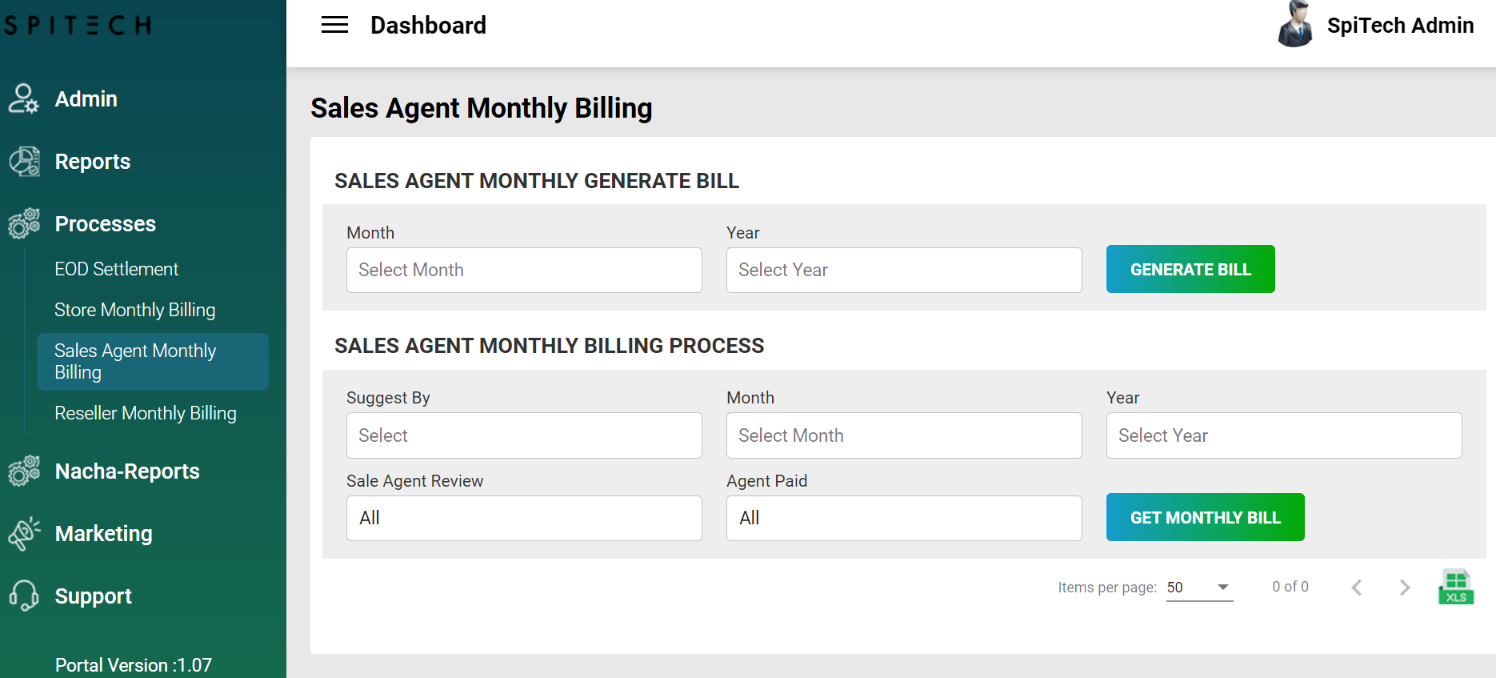 SPITECH
Dashboard
SpiTech Admin
Admin
Reports
Processes
EOD Settlement
Store Monthly Billing
Sales Agent Monthly
Billing
Reseller Monthly Billing
Nacha-Reports
Marketing
Support
Portal Version :1.07
Sales Agent Monthly Billing
SALES AGENT MONTHLY GENERATE BILL
Month Year
Select Month Select Year GENERATE BILL
SALES AGENT MONTHLY BILLING PROCESS
Suggest By Month Year
Select Select Month Select Year
Sale Agent Review Agent Paid
All All GET MONTHLY BILL
Items per page: 50 0 of 0 XLS